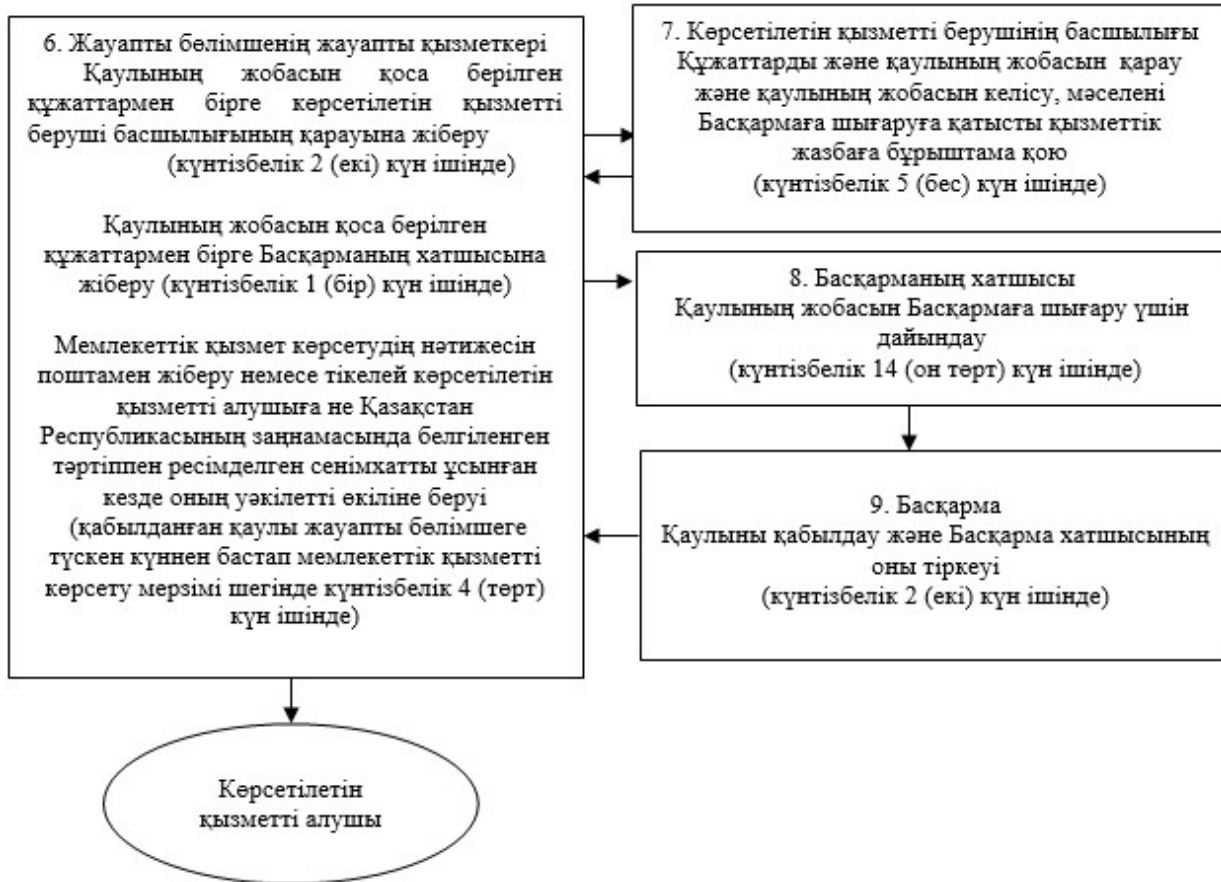 6. Жауапты бөлімшенің жауапты қызметкері
Қаулының жобасын қоса берілген
құжаттармен бірге көрсетілетін қызметті
беруші басшылығының қарауына жіберу
(күнтізбелік 2 (екі) күн ішінде)
Қаулының жобасын қоса берілген
құжаттармен бірге Басқарманың хатшысына
жіберу (күнтізбелік 1 (бір) күн ішінде)
Мемлекеттік қызмет көрсетудің нәтижесін
поштамен жіберу немесе тікелей көрсетілетін
қызметті алушыға не Қазақстан
Республикасының заңнамасында белгіленген
тәртіппен ресімделген сенімхатты ұсынған
кезде оның уәкілетті өкіліне беруі
(қабылданған қаулы жауапты бөлімшеге
түскен күннен бастап мемлекеттік қызметті
көрсету мерзімі шегінде күнтізбелік 4 (төрт)
күн ішінде)
7. Көрсетілетін қызметті берушінің басшылығы
Құжаттарды және қаулының жобасын қарау
және қаулының жобасын келісу, мәселені
Басқармаға шығаруға қатысты қызметтік
жазбаға бұрыштама қою
(күнтізбелік 5 (бес) күн ішінде)
8. Басқарманың хатшысы
Қаулының жобасын Басқармаға шығару үшін
дайындау
(күнтізбелік 14 (он төрт) күн ішінде)
9. Басқарма
Қаулыны қабылдау және Басқарма хатшысының
оны тіркеуі
(күнтізбелік 2 (екі) күн ішінде)
Көрсетілетін
қызметті алушы